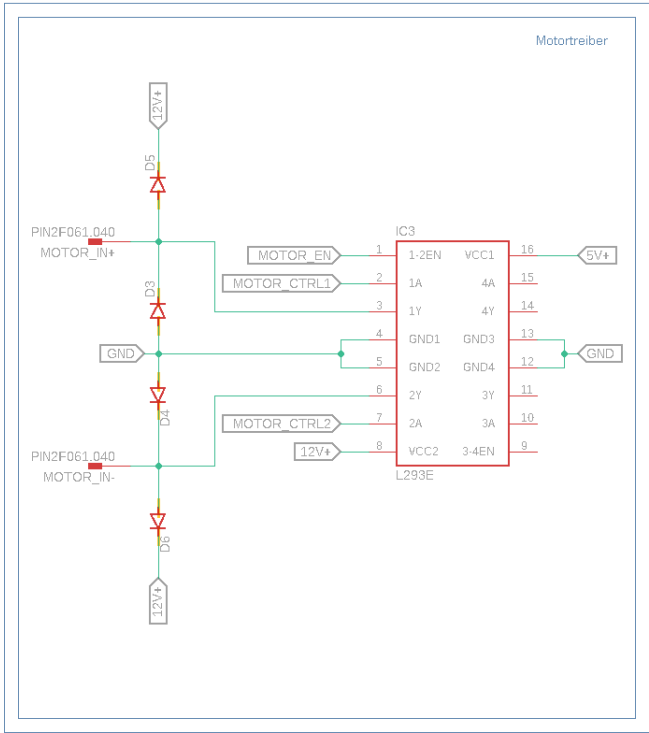 Motortreiber
12V+
D5
PIN2F061.040
MOTOR_IN+
D3
GND
D4
PIN2F061.040
MOTOR_IN-
D6
12V+
IC3
MOTOR_EN 1 1-2EN VCC1 16 5V+
MOTOR_CTRL1 2 1A 4A 15
3 1Y 4Y 14
4 GND1 GND3 13
GND
5 GND2 GND4 12
6 2Y 3Y 11
MOTOR_CTRL2 7 2A 3A 10
12V+ 8 VCC2 3-4EN 9
L293E